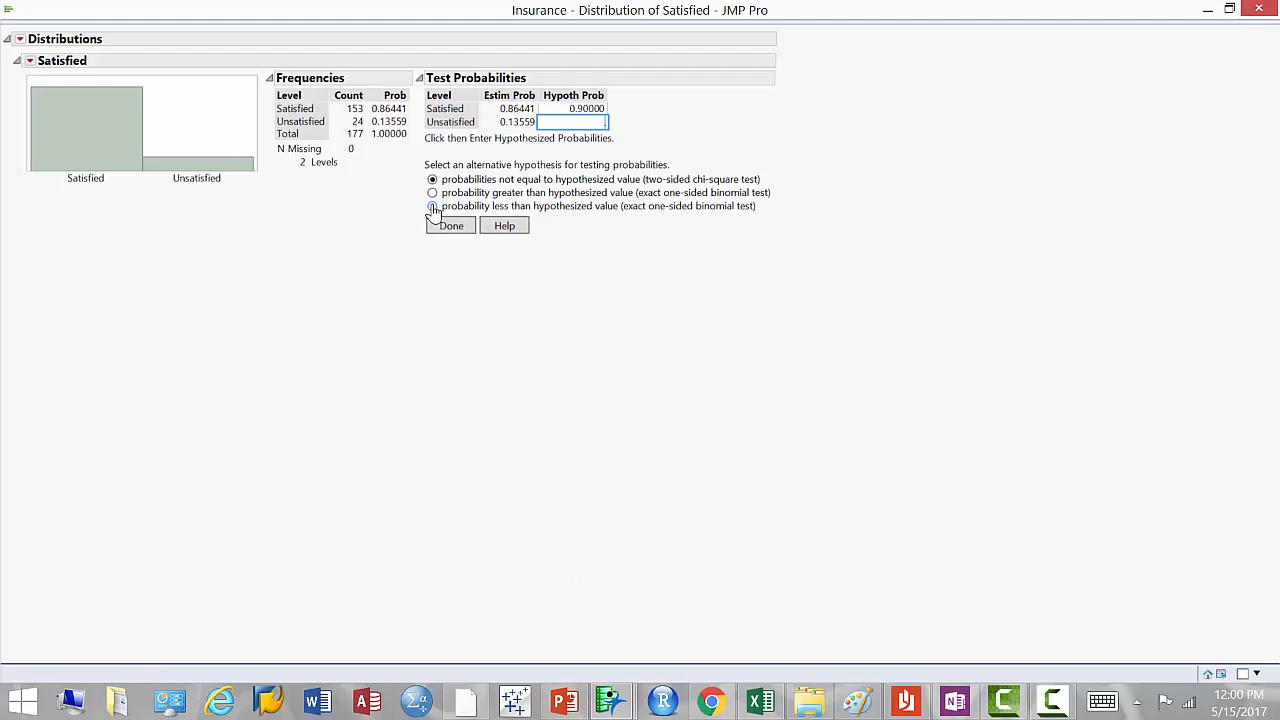 Insurance - Distribution of Satisfied - JMP Pro
Distributions
Satisfied
Satisfied Unsatisfied
Frequencies
Level Count Prob
Satisfied 153 0.86441
Unsatisfied 24 0.13559
Total 177 1.00000
N Missing 0
2 Levels
Test Probabilities
Level Estim Prob Hypoth Prob
Satisfied 0.86441 0.90000
Unsatisfied 0.13559 .
Click then Enter Hypothesized Probabilities.
Select an alternative hypothesis for testing probabilities.
probabilities not equal to hypothesized value (two-sided chi-square test)
probability greater than hypothesized value (exact one-sided binomial test)
probability less than hypothesized value (exact one-sided binomial test)
Done Help
12:00 PM
5/15/2017